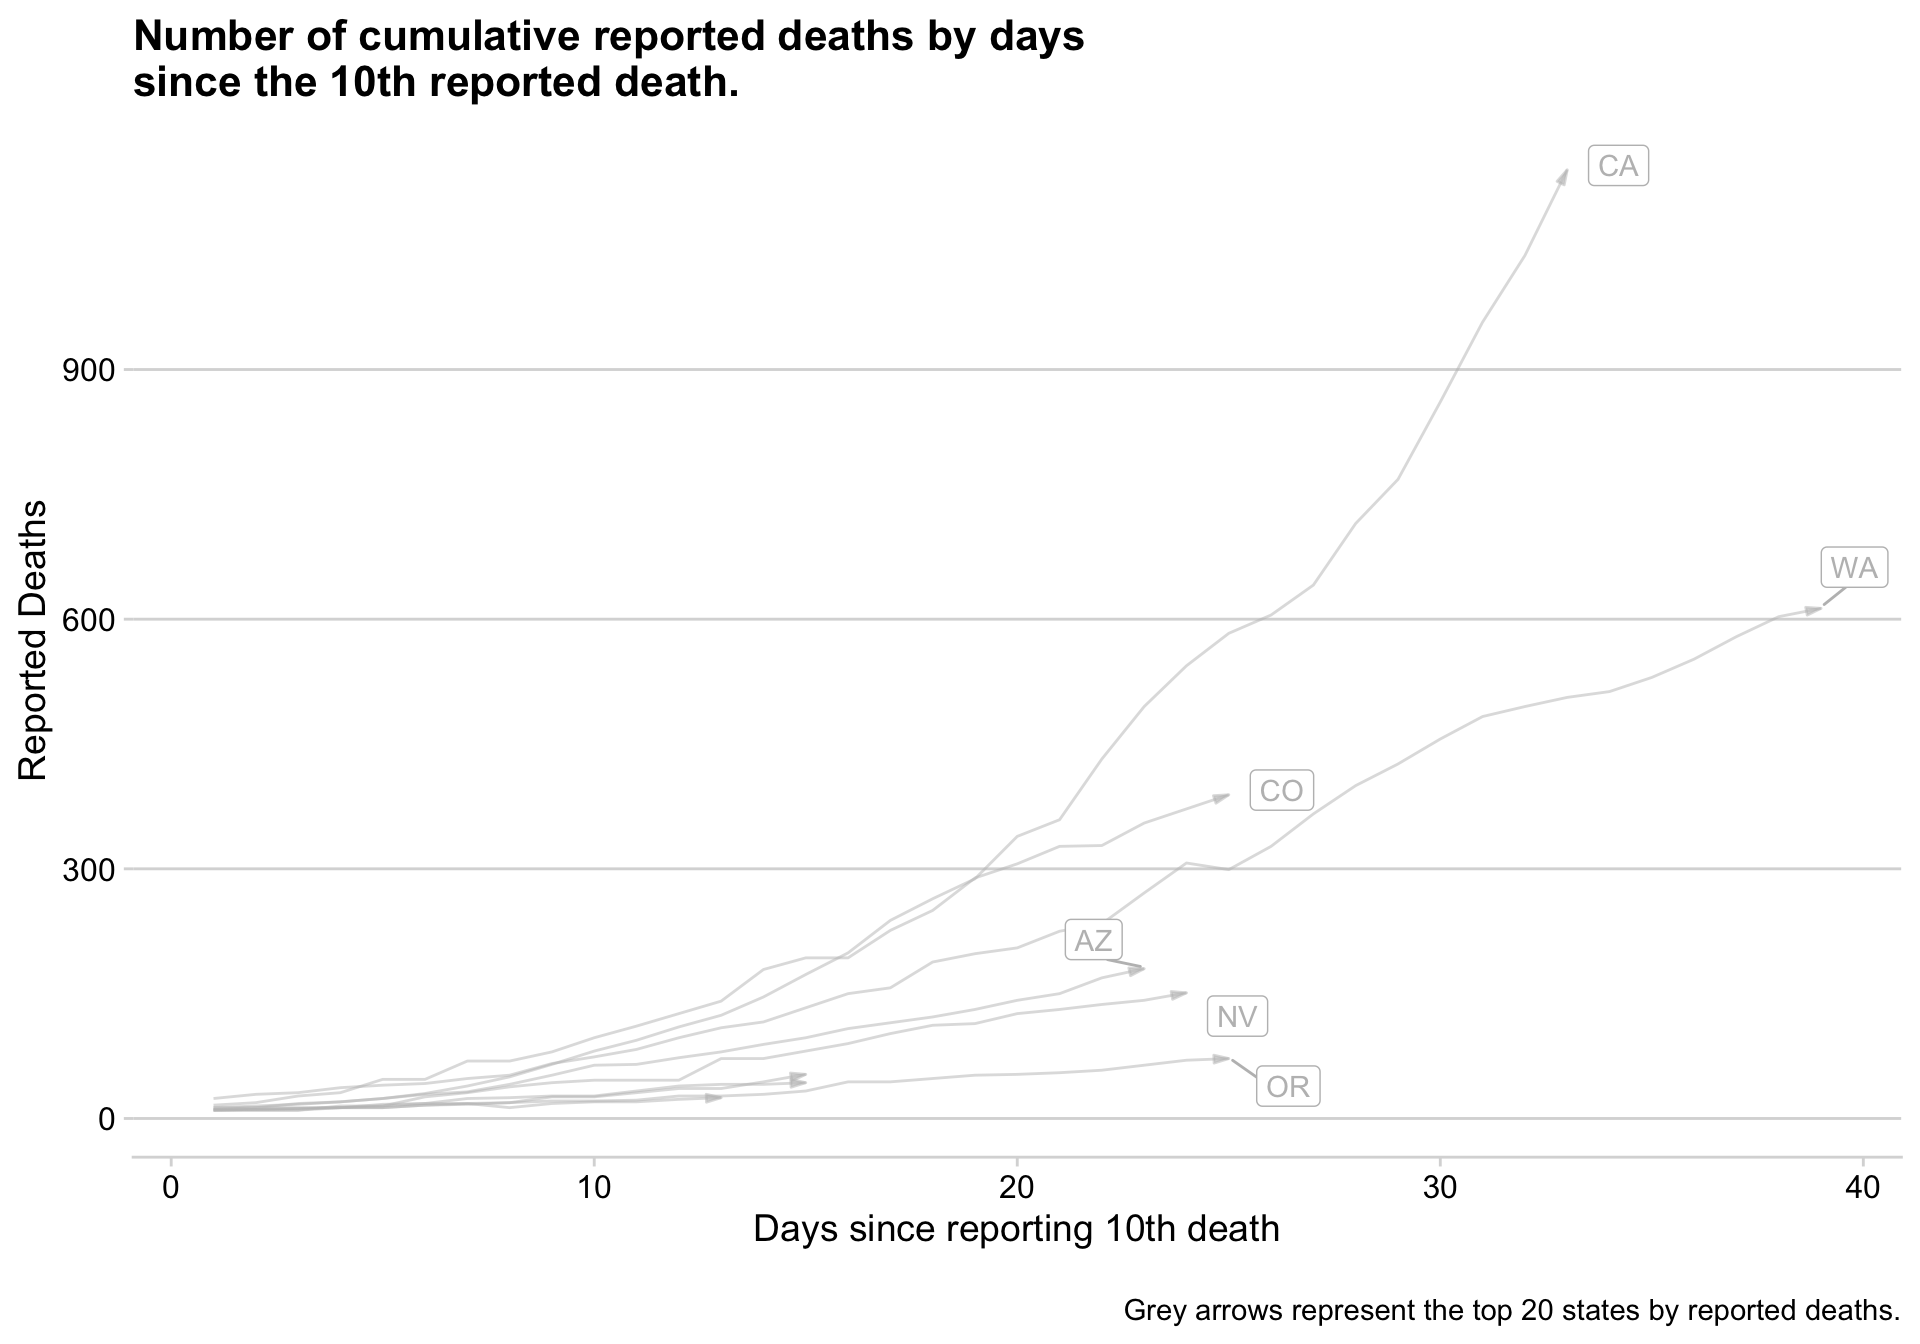 Number of cumulative reported deaths by days
since the 10th reported death.
CA
900
WA
600
Reported Deaths
CO
300
AZ
NV
OR
0
0 10 20 30 40
Days since reporting 10th death
Grey arrows represent the top 20 states by reported deaths.